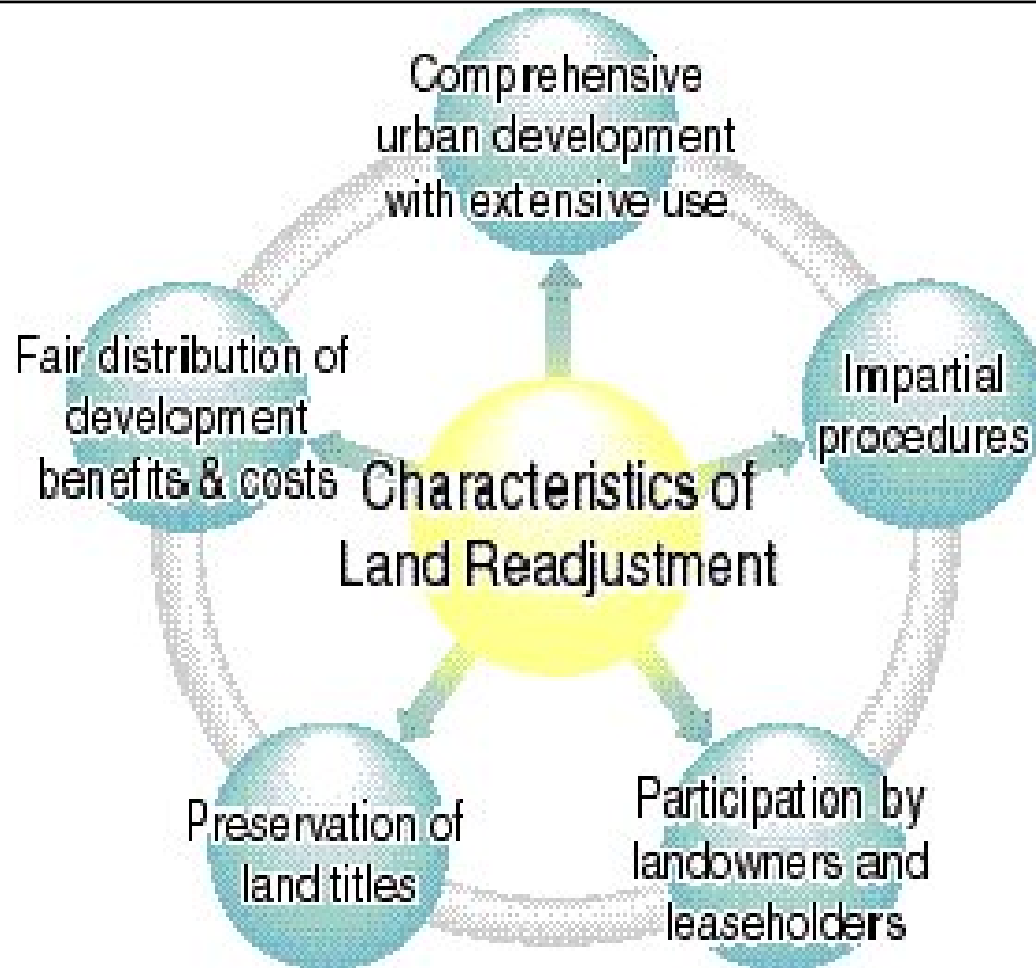 Comprehensive
urban development
with extensive use
Fair distribution of
development
benefits & costs
Impartial
procedures
Characteristics of
Land Readjustment
Preservation of
land titles
Participation by
landowners and
leaseholders